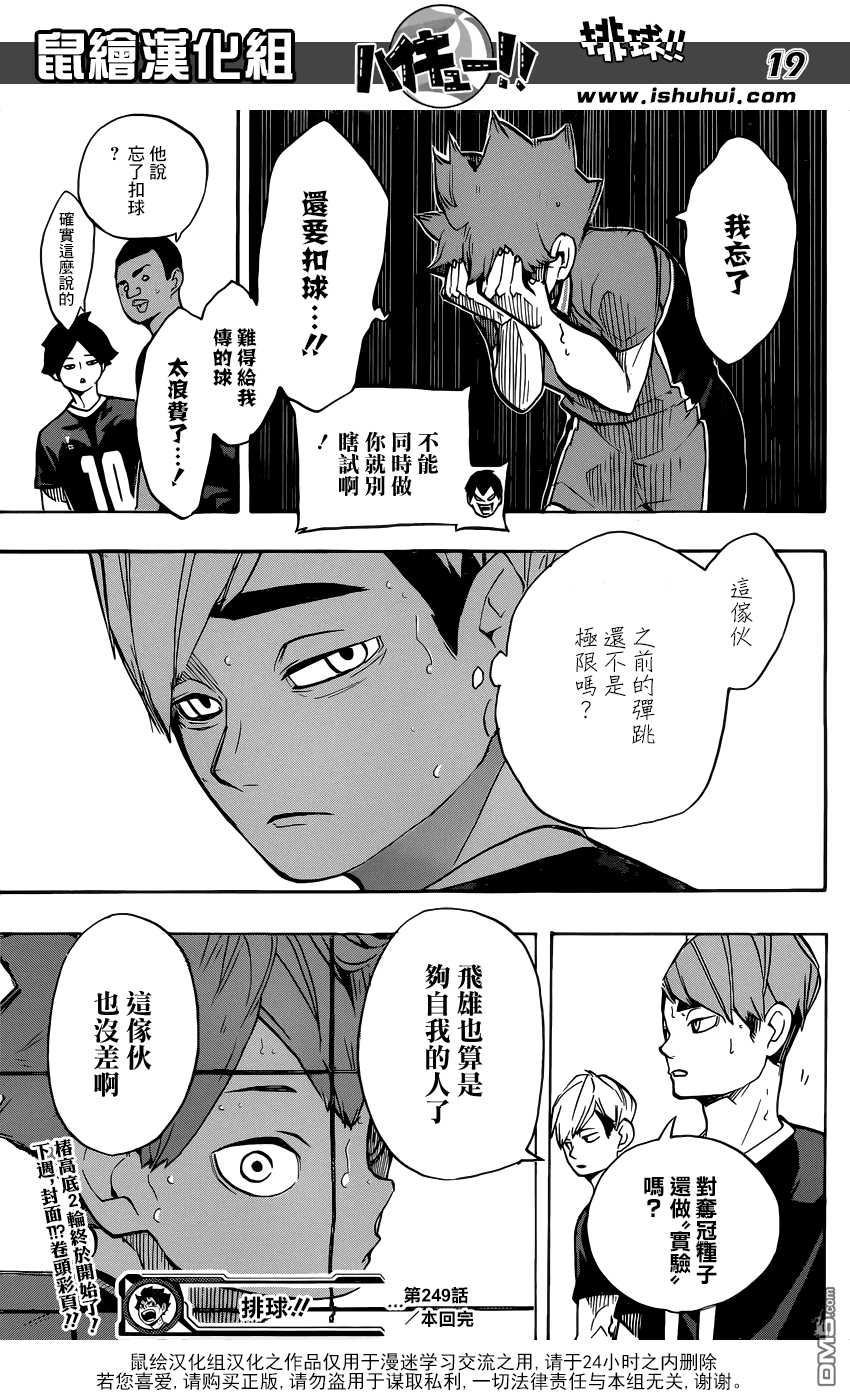 鼠繪漢化組
ハイキュー!!
排球!!
19
www.ishuhui.com
我忘了
還要扣球…!!
難得給我
傳的球
太浪費了…!
他說
忘了扣球
?
確實這麼說的
10
不能
同時做
你就別
瞎試啊
!
這傢伙
之前的彈跳
還不是
極限嗎?
對奪冠種子
還做“實驗”
嗎?
飛雄也算是
夠自我的人了
這傢伙
也沒差啊
椿高底2輪終於開始了!
下週,封面!!?卷頭彩頁!!
排球!!
…第249話
/本回完
DM5.com
鼠绘汉化组汉化之作品仅用于漫迷学习交流之用, 请于24小时之内删除
若您喜爱, 请购买正版, 请勿盗用于谋取私利, 一切法律责任与本组无关, 谢谢。